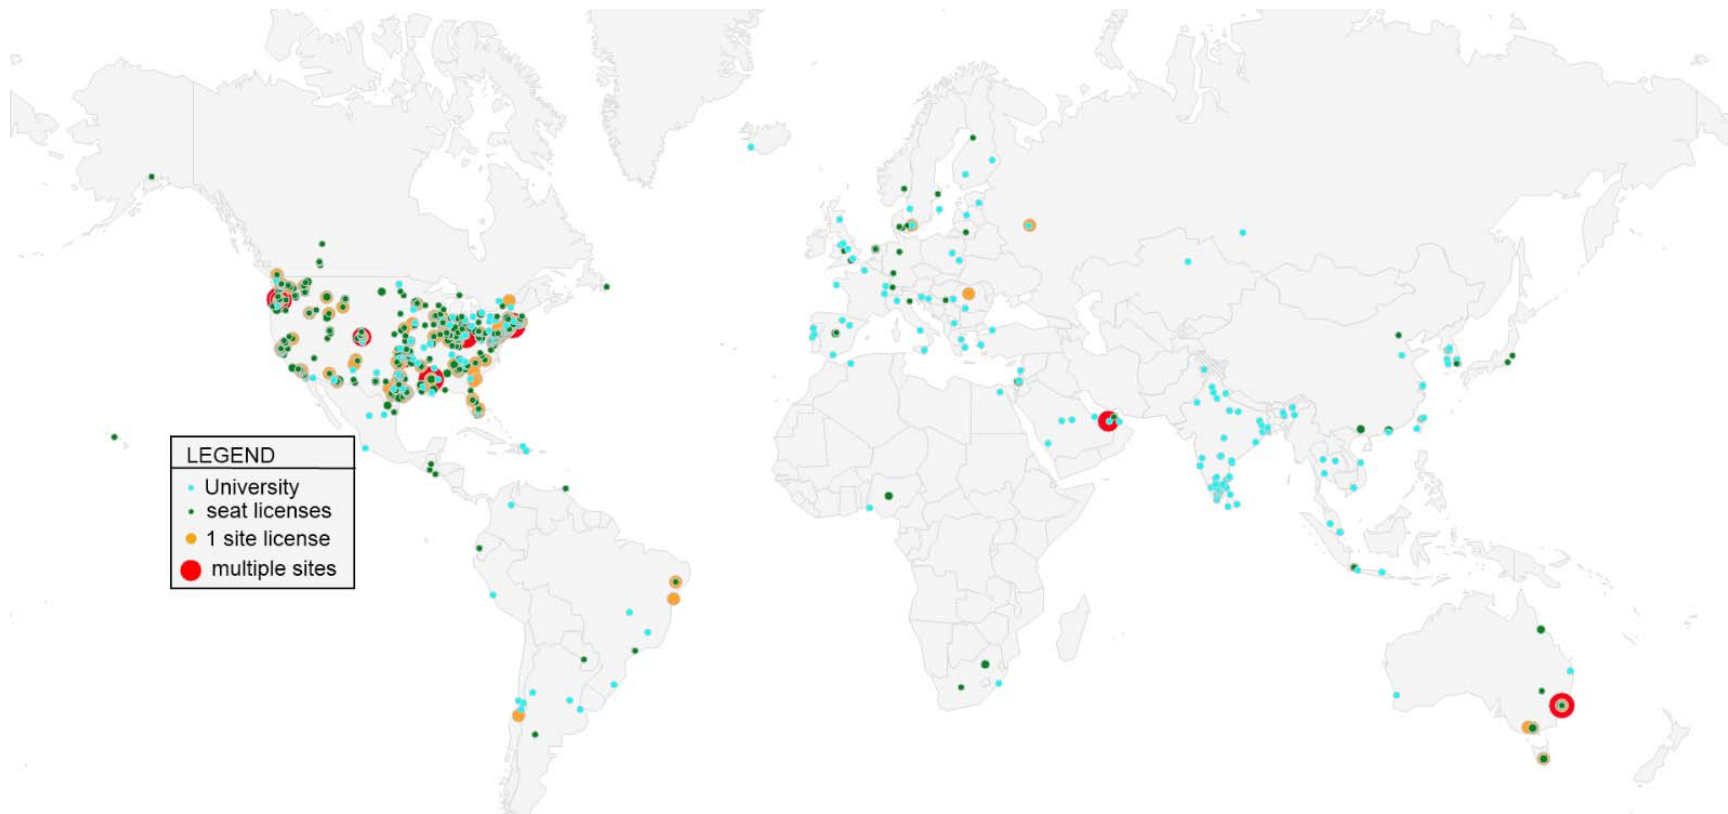 LEGEND
University
seat licenses
1 site license
multiple sites